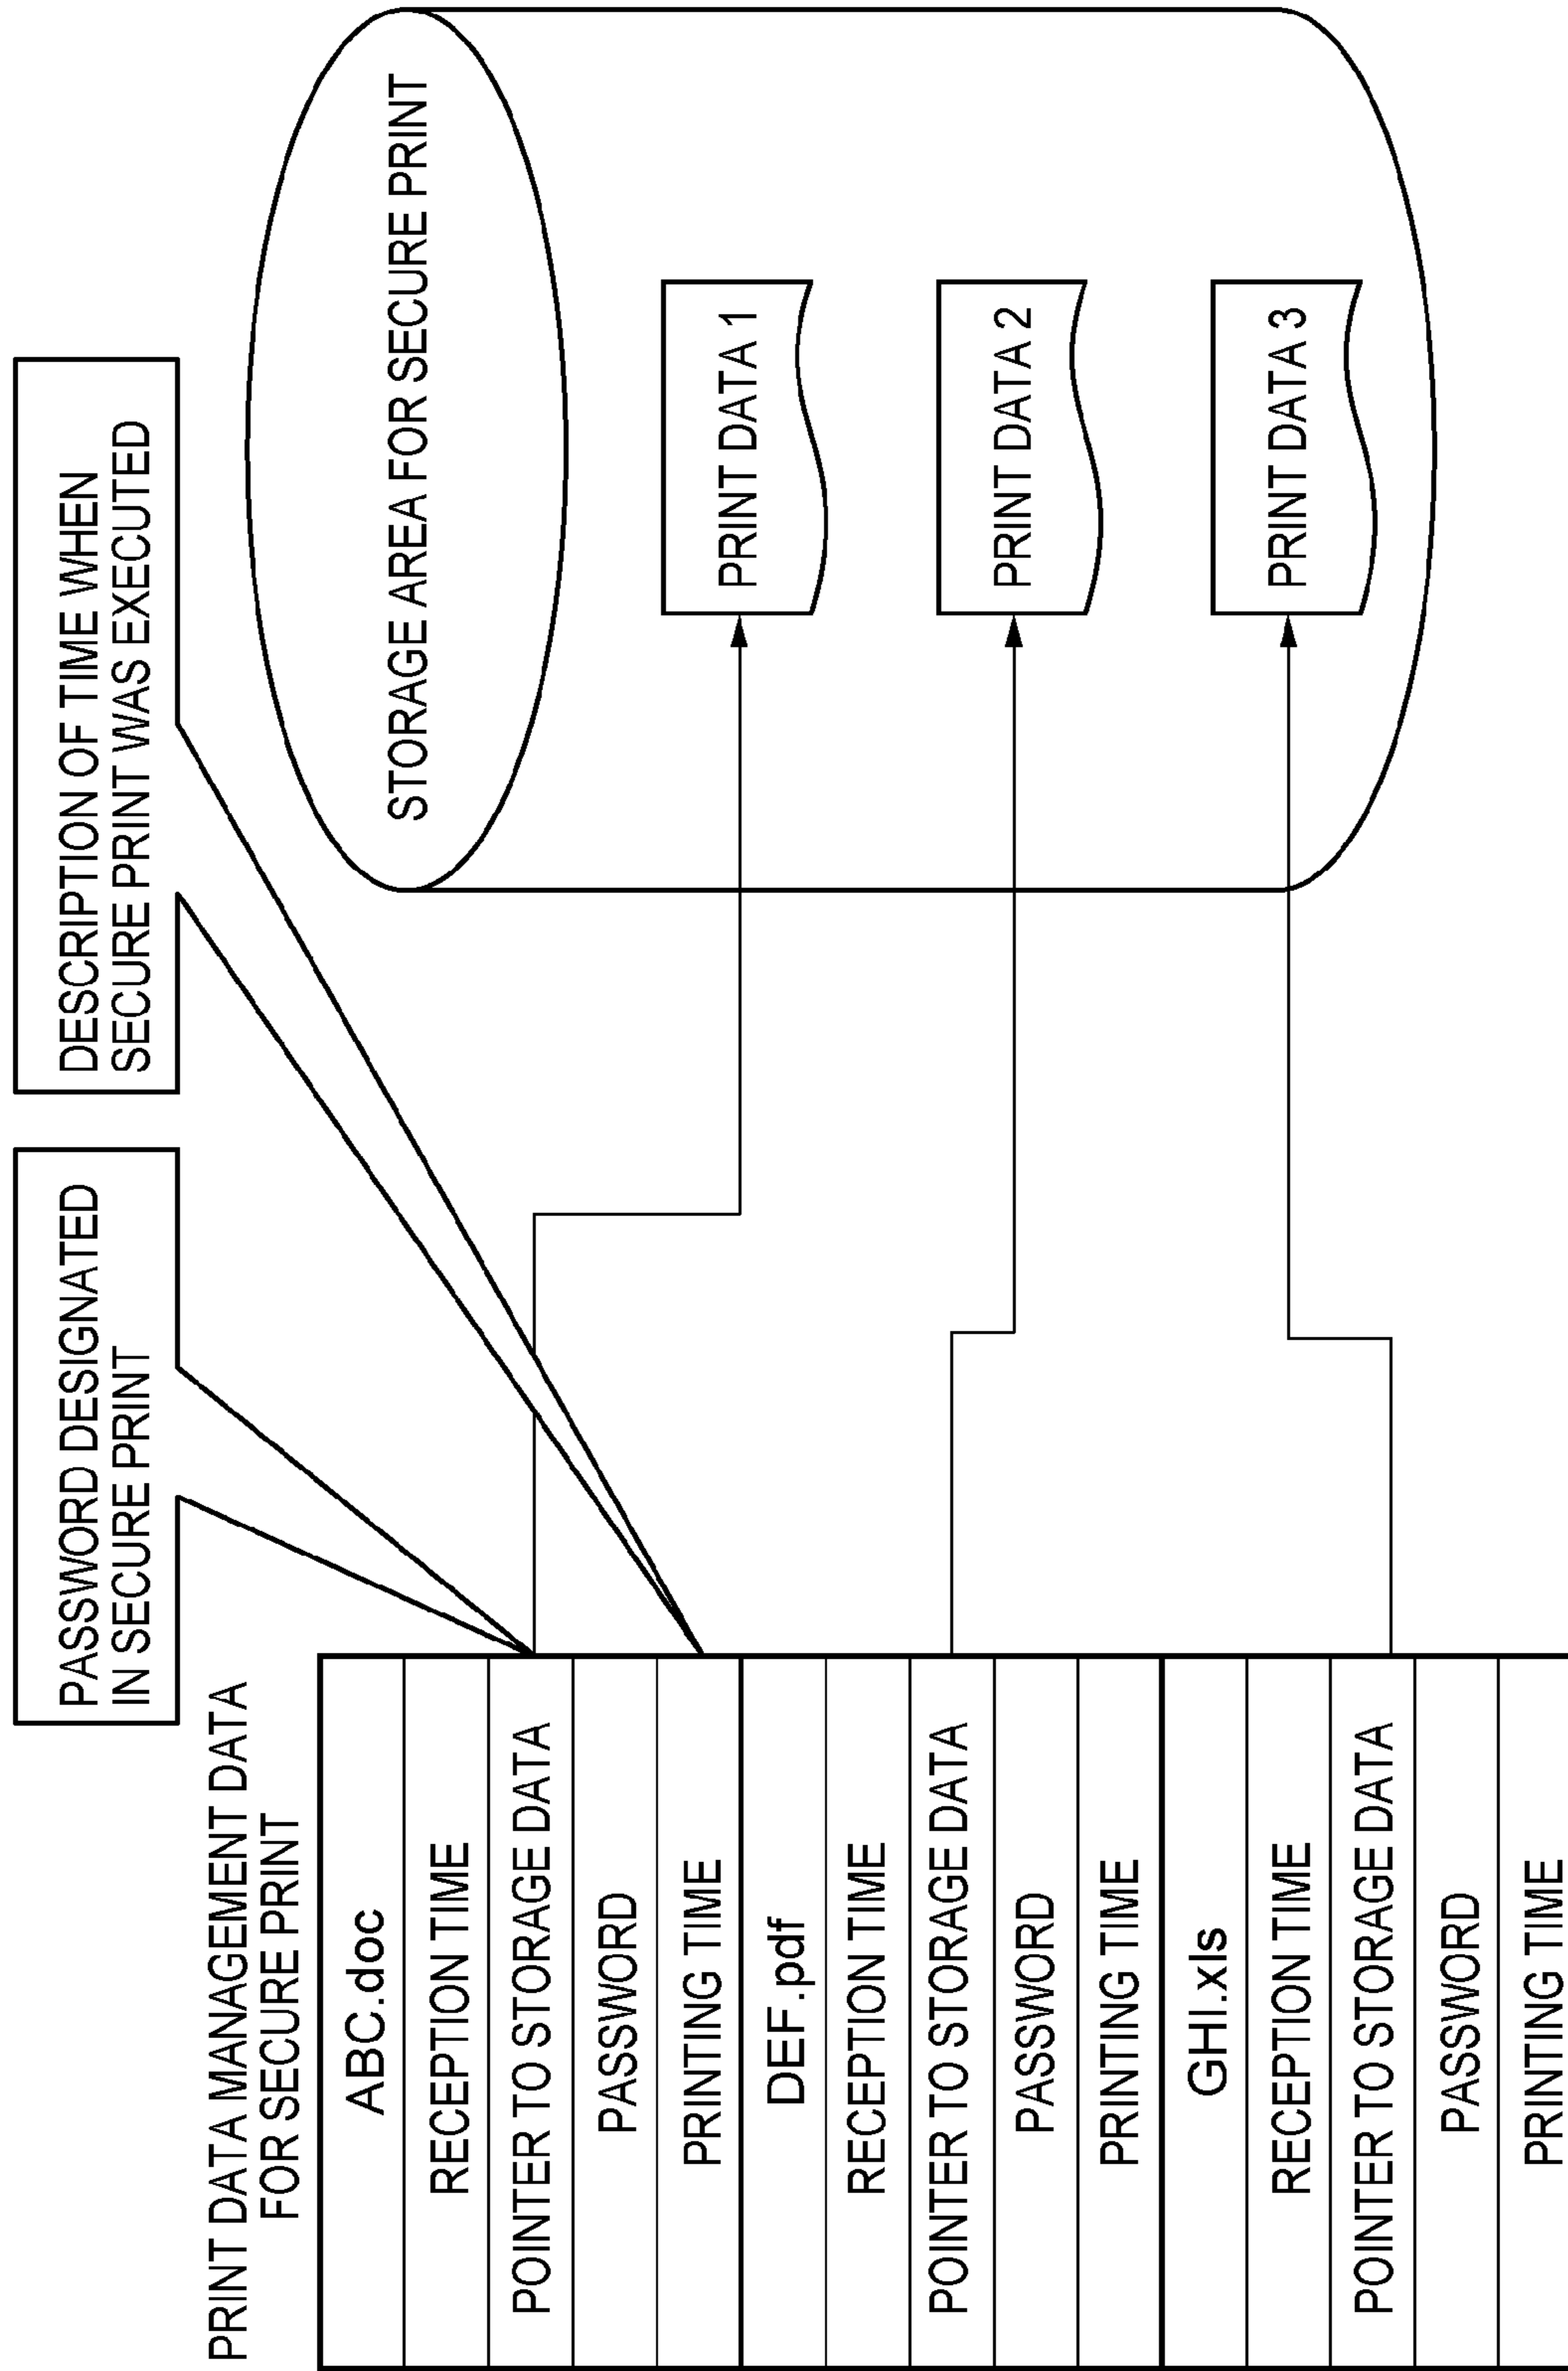 PASSWORD DESIGNATED
IN SECURE PRINT
DESCRIPTION OF TIME WHEN
SECURE PRINT WAS EXECUTED
PRINT DATA MANAGEMENT DATA
FOR SECURE PRINT
ABC.doc
RECEPTION TIME
POINTER TO STORAGE DATA
PASSWORD
PRINTING TIME
DEF.pdf
RECEPTION TIME
POINTER TO STORAGE DATA
PASSWORD
PRINTING TIME
GHI.xls
RECEPTION TIME
POINTER TO STORAGE DATA
PASSWORD
PRINTING TIME
STORAGE AREA FOR SECURE PRINT
PRINT DATA 1
PRINT DATA 2
PRINT DATA 3